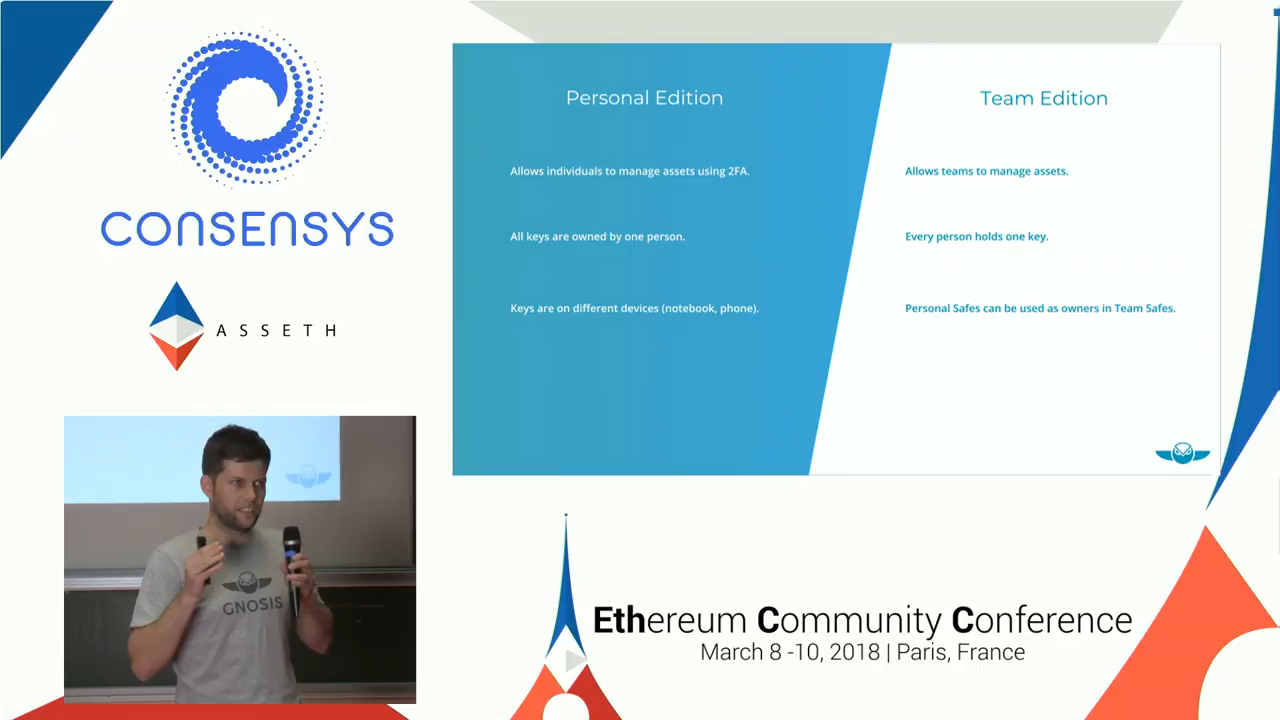 CONSENSYS
ASSETH
Personal Edition
Allows individuals to manage assets using 2FA.
All keys are owned by one person.
Keys are on different devices (notebook, phone).
Team Edition
Allows teams to manage assets.
Every person holds one key.
Personal Safes can be used as owners in Team Safes.
GNOSIS
Ethereum Community Conference
March 8 -10, 2018 | Paris, France